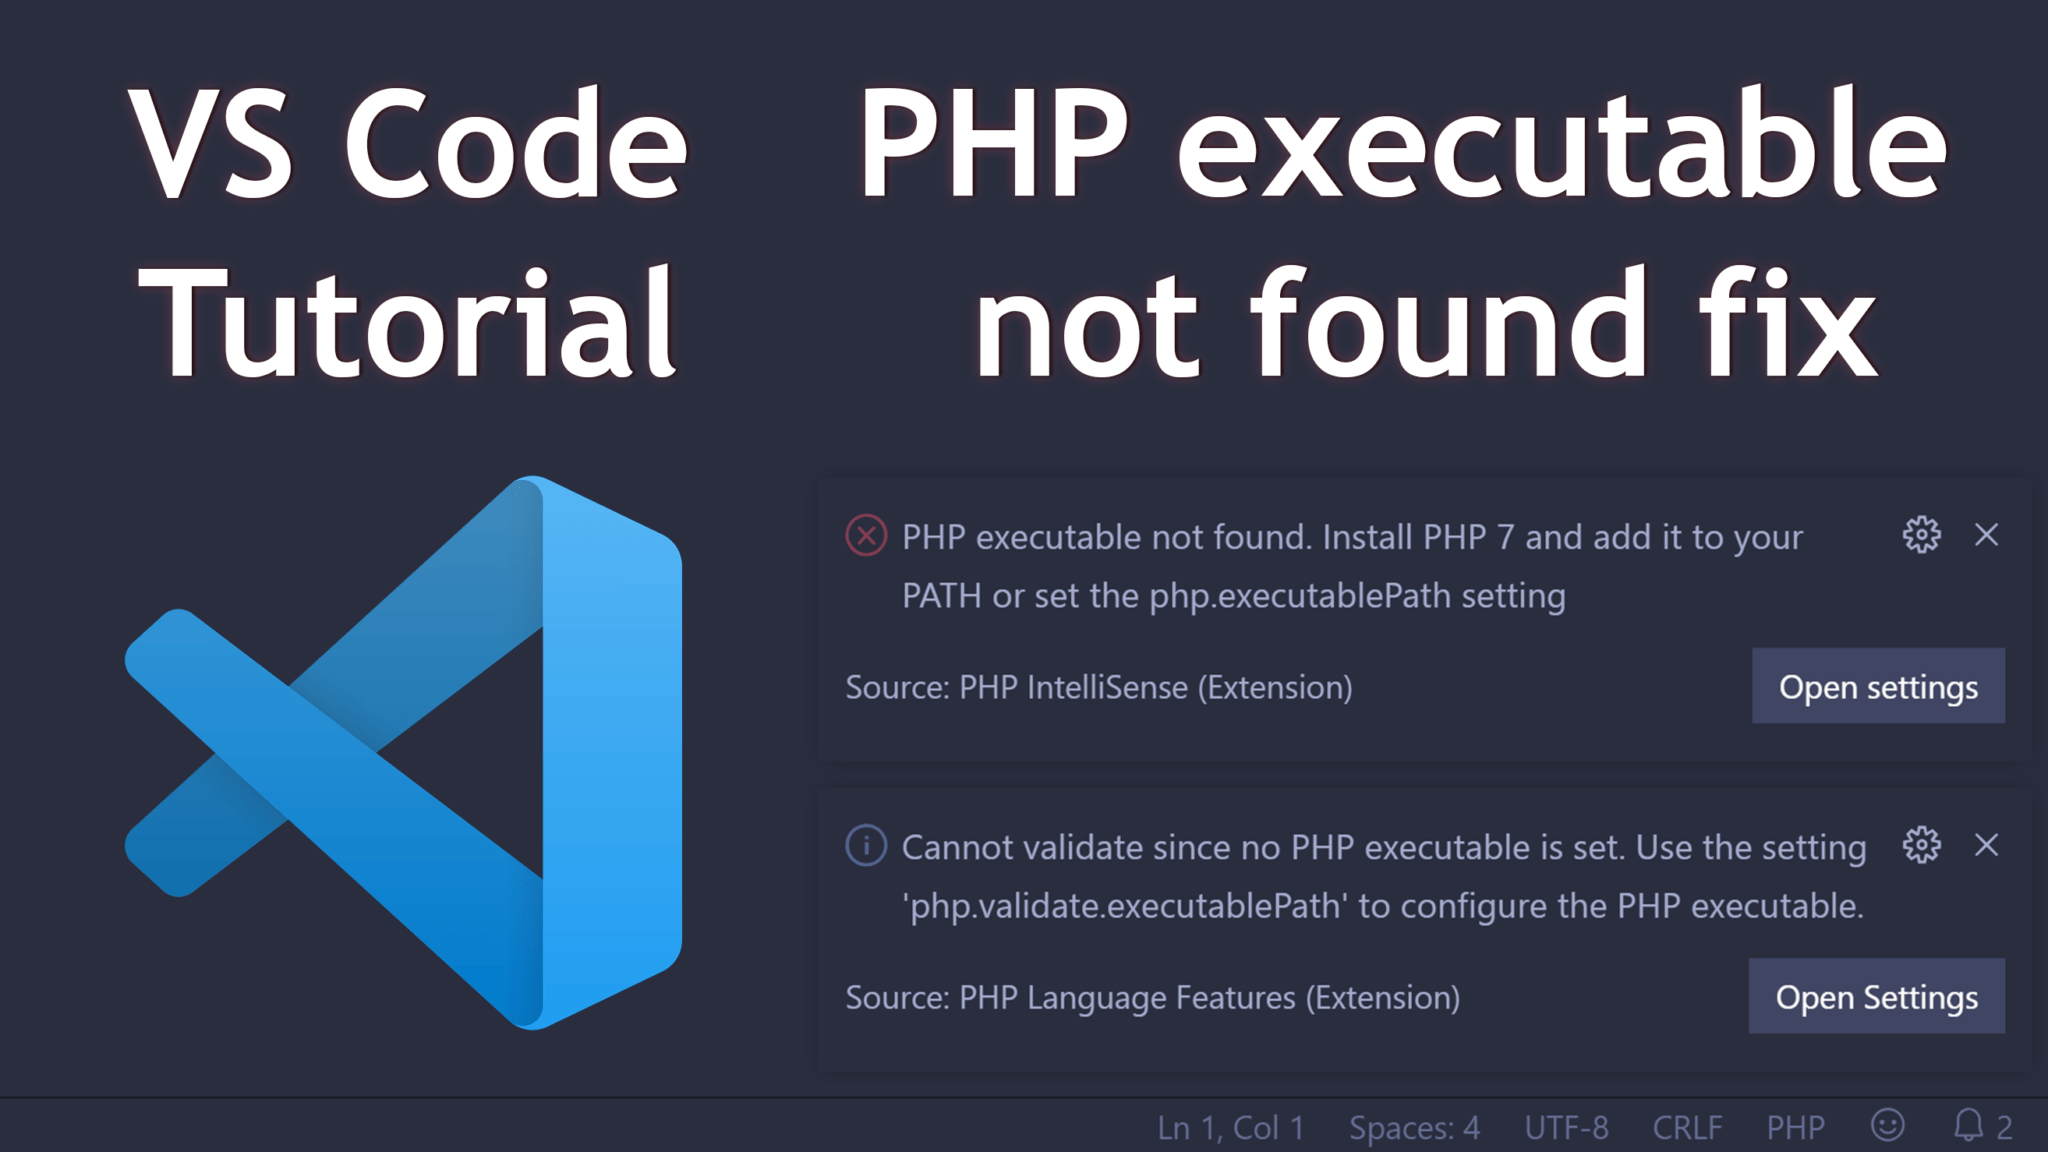 VS Code
Tutorial
PHP executable
not found fix
PHP executable not found. Install PHP 7 and add it to your
PATH or set the php.executablePath setting
Source: PHP IntelliSense (Extension)
Open settings
Cannot validate since no PHP executable is set. Use the setting
'php.validate.executablePath' to configure the PHP executable.
Source: PHP Language Features (Extension)
Open Settings
Ln 1, Col 1 Spaces: 4 UTF-8 CRLF PHP 2